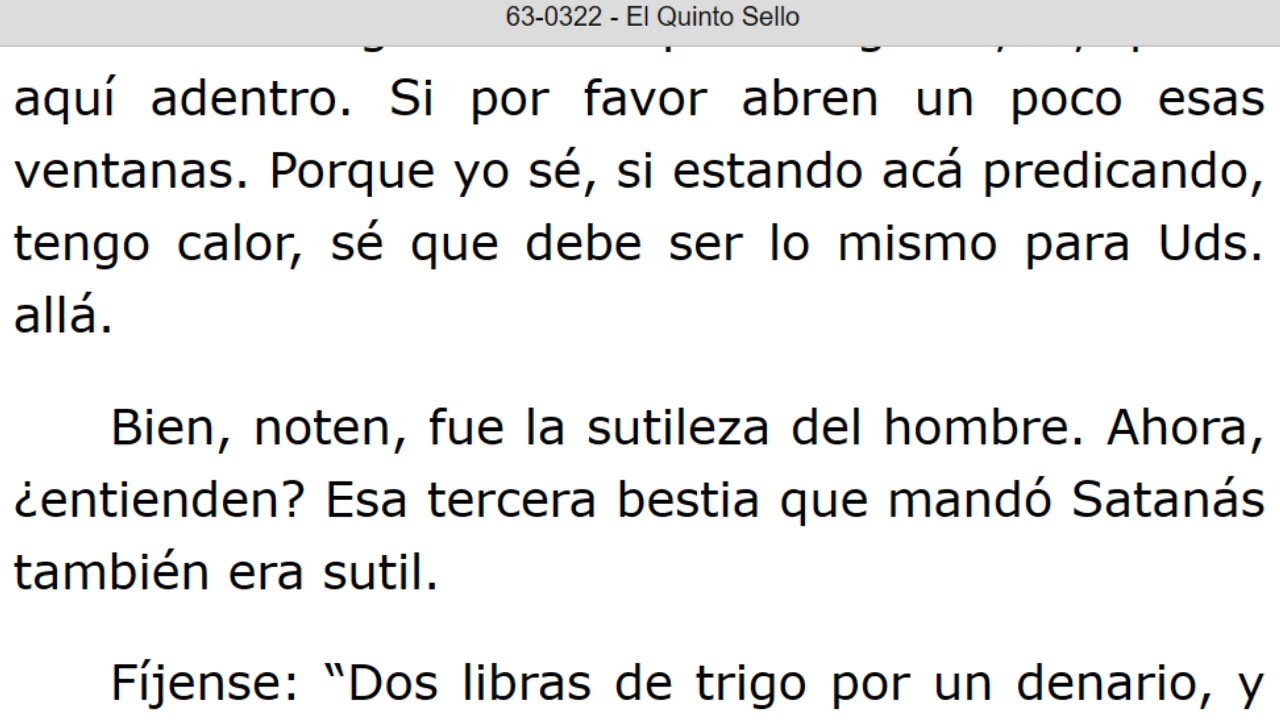 63-0322 - El Quinto Sello
aquí adentro. Si por favor abren un poco esas
ventanas. Porque yo sé, si estando acá predicando,
tengo calor, sé que debe ser lo mismo para Uds.
allá.
Bien, noten, fue la sutileza del hombre. Ahora,
¿entienden? Esa tercera bestia que mandó Satanás
también era sutil.
Fíjense: “Dos libras de trigo por un denario, y